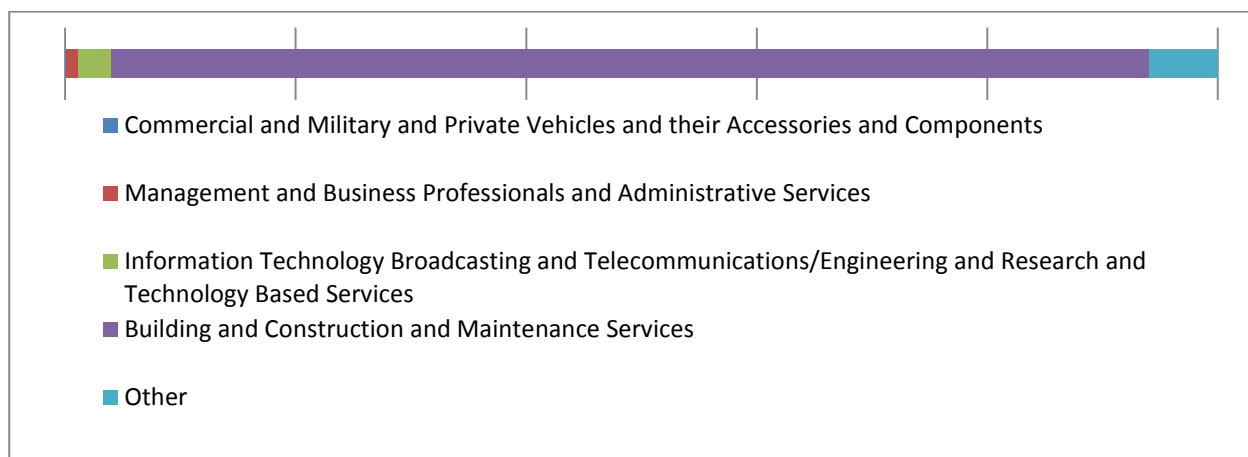 Commercial and Military and Private Vehicles and their Accessories and Components
Management and Business Professionals and Administrative Services
Information Technology Broadcasting and Telecommunications/Engineering and Research and
Technology Based Services
Building and Construction and Maintenance Services
Other